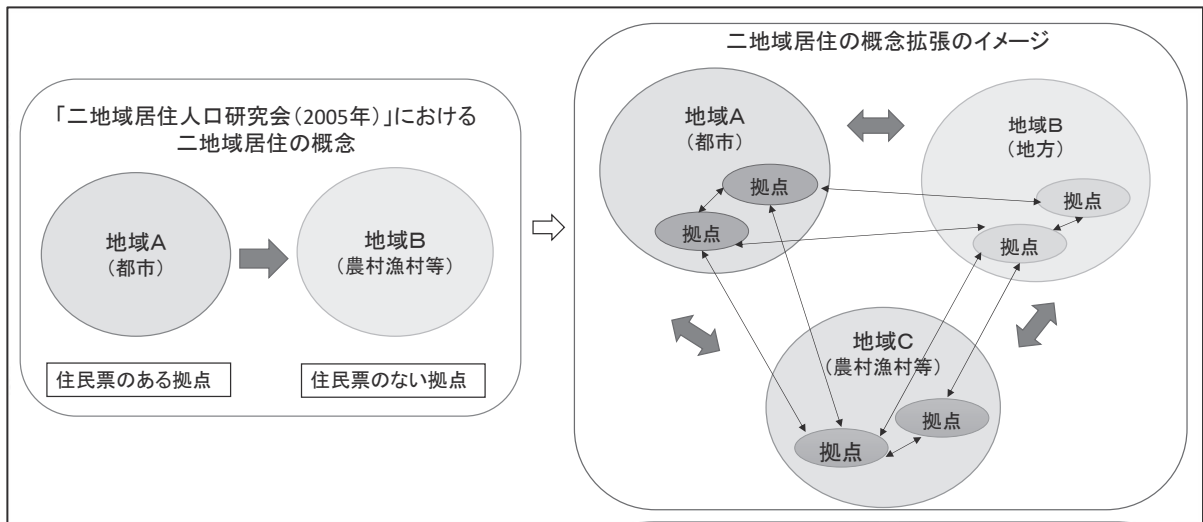 「二地域居住人口研究会(2005年)」における
二地域居住の概念
地域A
(都市)
地域B
(農村漁村等)
住民票のある拠点
住民票のない拠点
二地域居住の概念拡張のイメージ
地域A
(都市)
拠点
拠点
地域B
(地方)
拠点
拠点
地域C
(農村漁村等)
拠点
拠点